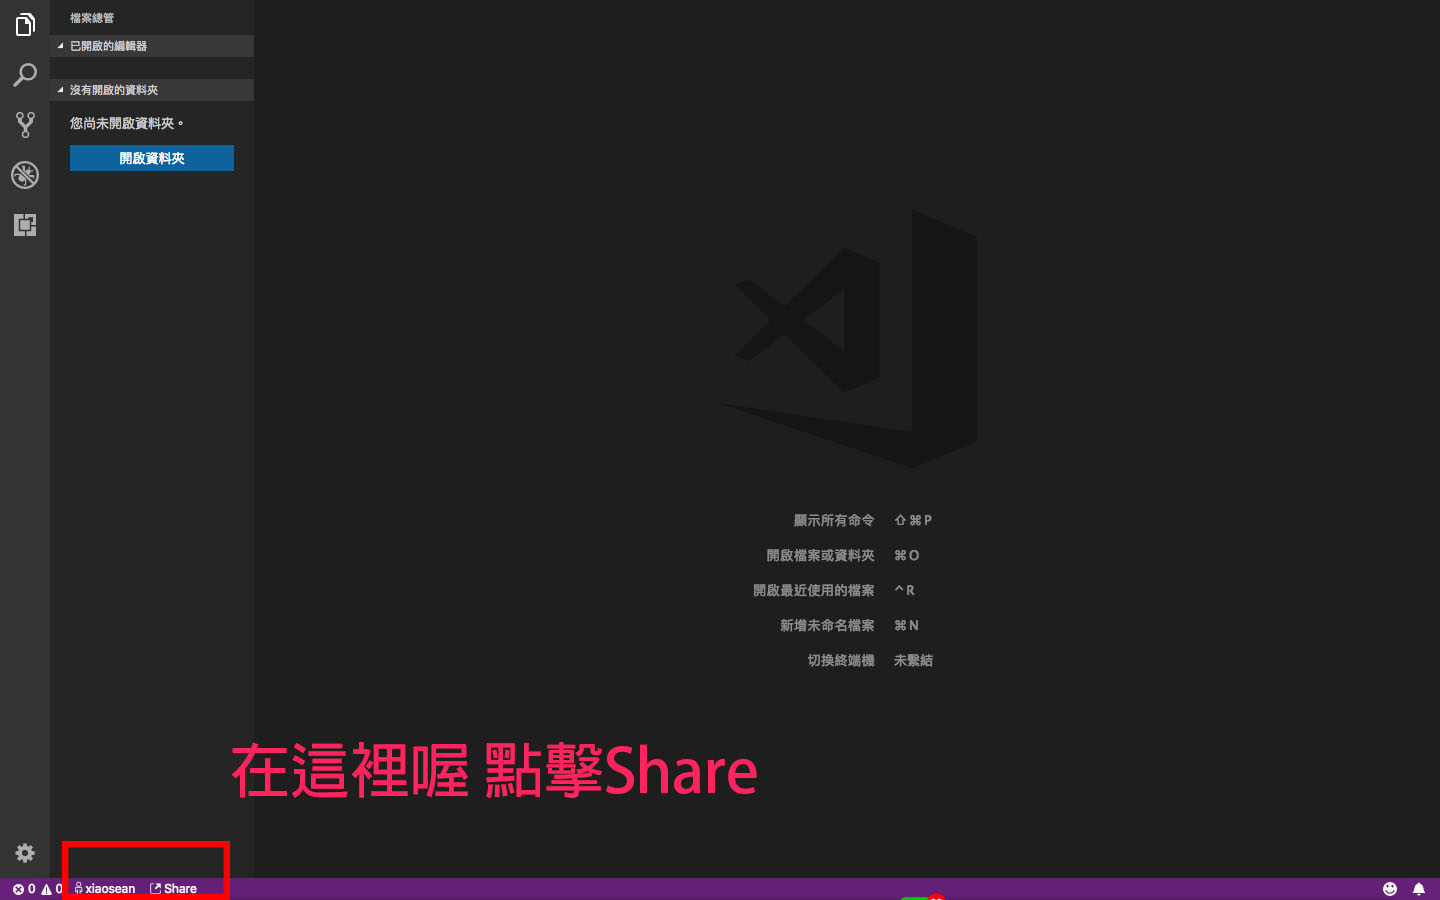 檔案總管
已開啟的編輯器
沒有開啟的資料夾
您尚未開啟資料夾。
開啟資料夾
顯示所有命令 ⇧⌘P
開啟檔案或資料夾 ⌘O
開啟最近使用的檔案 ^R
新增未命名檔案 ⌘N
切換終端機 未繫結
在這裡喔 點擊Share
0 0 xiaosean Share